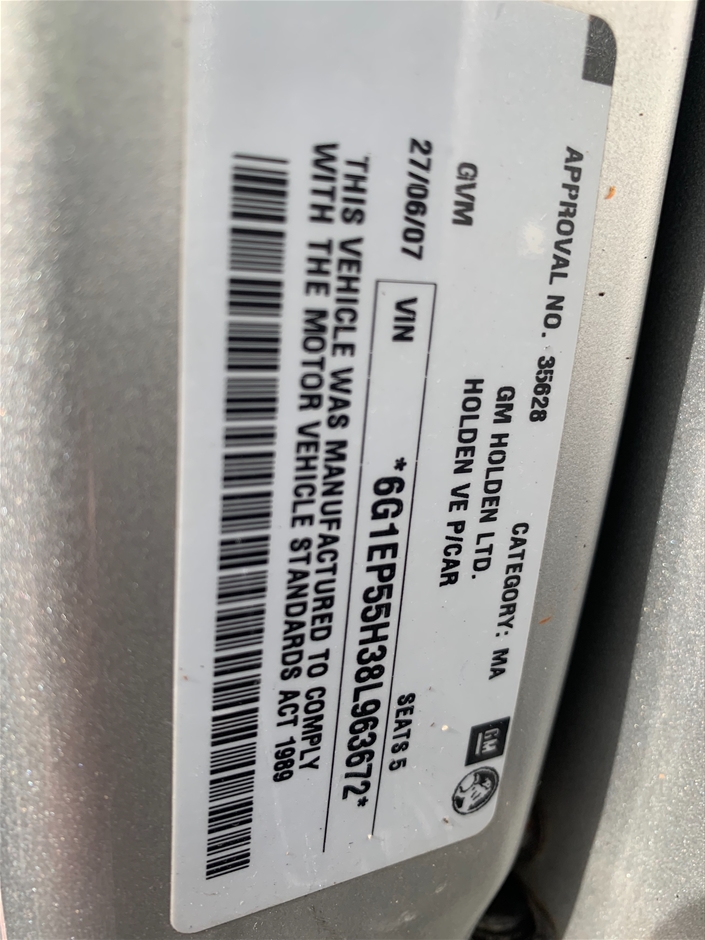 APPROVAL NO. 35628 CATEGORY: MA
GM HOLDEN LTD.
GM
GVM HOLDEN VE P/CAR
27/06/07 SEATS 5
VIN *6G1EP55H38L963672*
THIS VEHICLE WAS MANUFACTURED TO COMPLY
WITH THE MOTOR VEHICLE STANDARDS ACT 1989